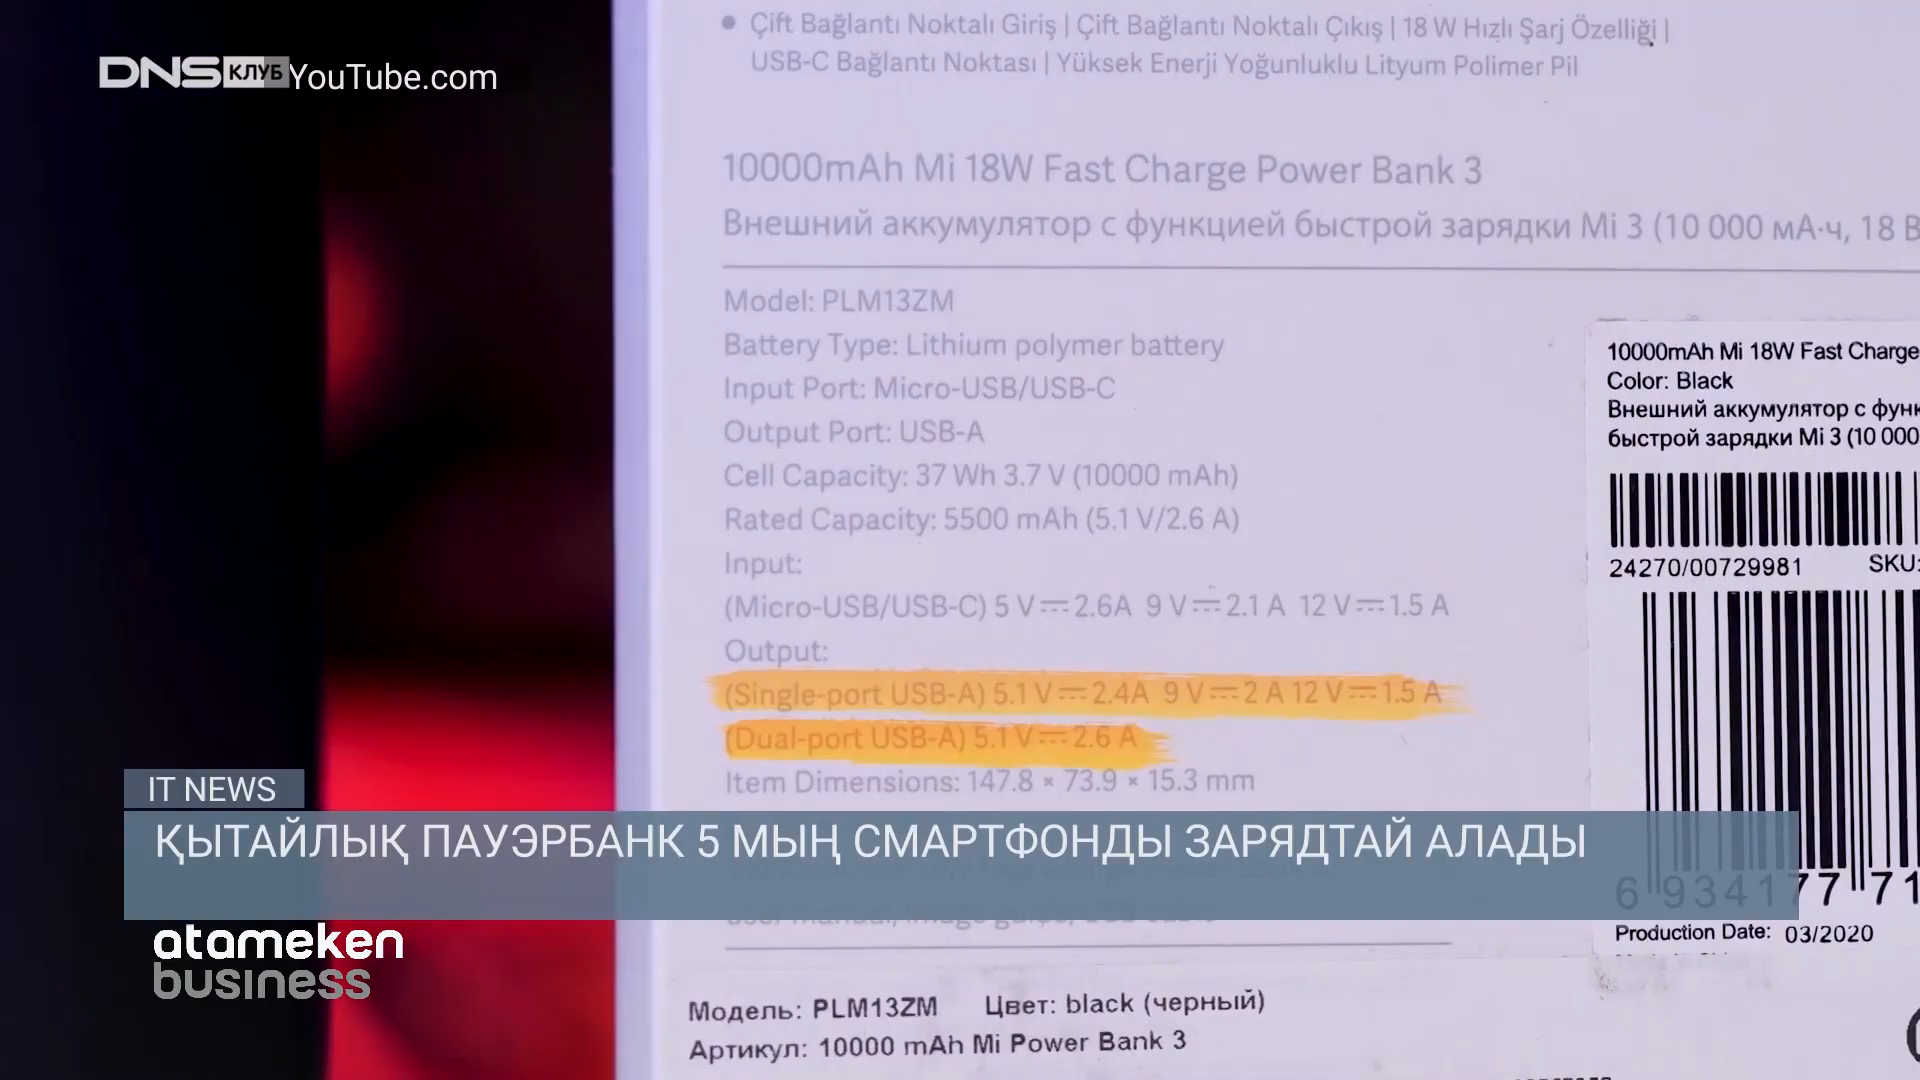 DNS КЛУБ YouTube.com
• Çift Bağlantı Noktalı Giriş | Çift Bağlantı Noktalı Çıkış | 18 W Hızlı Şarj Özelliği |
USB-C Bağlantı Noktası | Yüksek Enerji Yoğunluklu Lityum Polimer Pil
10000mAh Mi 18W Fast Charge Power Bank 3
Внешний аккумулятор с функцией быстрой зарядки Mi 3 (10 000 мА·ч, 18 В
Model: PLM13ZM
Battery Type: Lithium polymer battery
Input Port: Micro-USB/USB-C
Output Port: USB-A
Cell Capacity: 37 Wh 3.7 V (10000 mAh)
Rated Capacity: 5500 mAh (5.1 V/2.6 A)
Input:
(Micro-USB/USB-C) 5 V⎓2.6A 9 V⎓2.1 A 12 V⎓1.5 A
Output:
(Single-port USB-A) 5.1 V⎓2.4A 9 V⎓2 A 12 V⎓1.5 A
(Dual-port USB-A) 5.1 V⎓2.6 A
Item Dimensions: 147.8 × 73.9 × 15.3 mm
10000mAh Mi 18W Fast Charge
Color: Black
Внешний аккумулятор с функ
быстрой зарядки Mi 3 (10 000
24270/00729981 SKU:
6 934177 71
Production Date: 03/2020
IT NEWS
ҚЫТАЙЛЫҚ ПАУЭРБАНК 5 МЫҢ СМАРТФОНДЫ ЗАРЯДТАЙ АЛАДЫ
atameken
business
Модель: PLM13ZM Цвет: black (черный)
Артикул: 10000 mAh Mi Power Bank 3